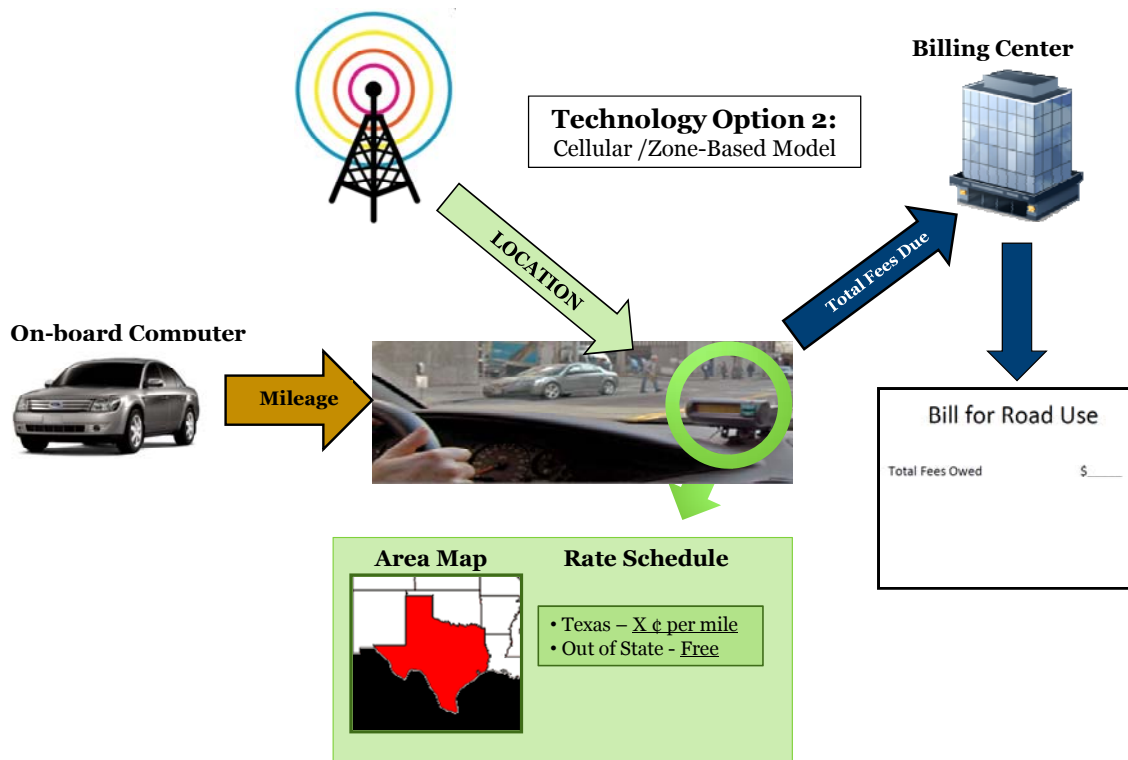 Billing Center
Technology Option 2:
Cellular /Zone-Based Model
LOCATION
Total Fees Due
On-board Computer
Mileage
Bill for Road Use
Total Fees Owed $_____
Area Map
Rate Schedule
• Texas – X ¢ per mile
• Out of State - Free